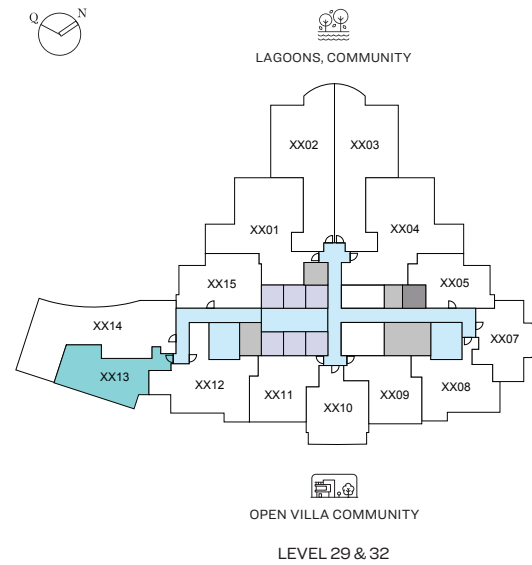 Q N
LAGOONS, COMMUNITY
XX02 XX03
XX01 XX04
XX15 XX05
XX14 XX07
XX13 XX12 XX08
XX11 XX10 XX09
OPEN VILLA COMMUNITY
LEVEL 29 & 32